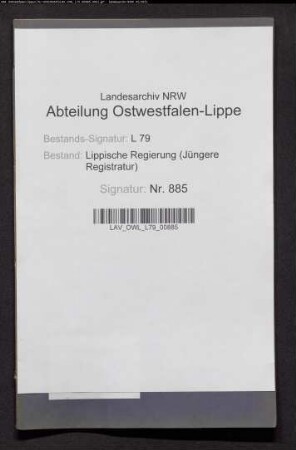 Landesarchiv NRW
Abteilung Ostwestfalen-Lippe
Bestands-Signatur: L 79
Bestand: Lippische Regierung (Jüngere
Registratur)
Signatur: Nr. 885
LAV_OWL_L79_00885